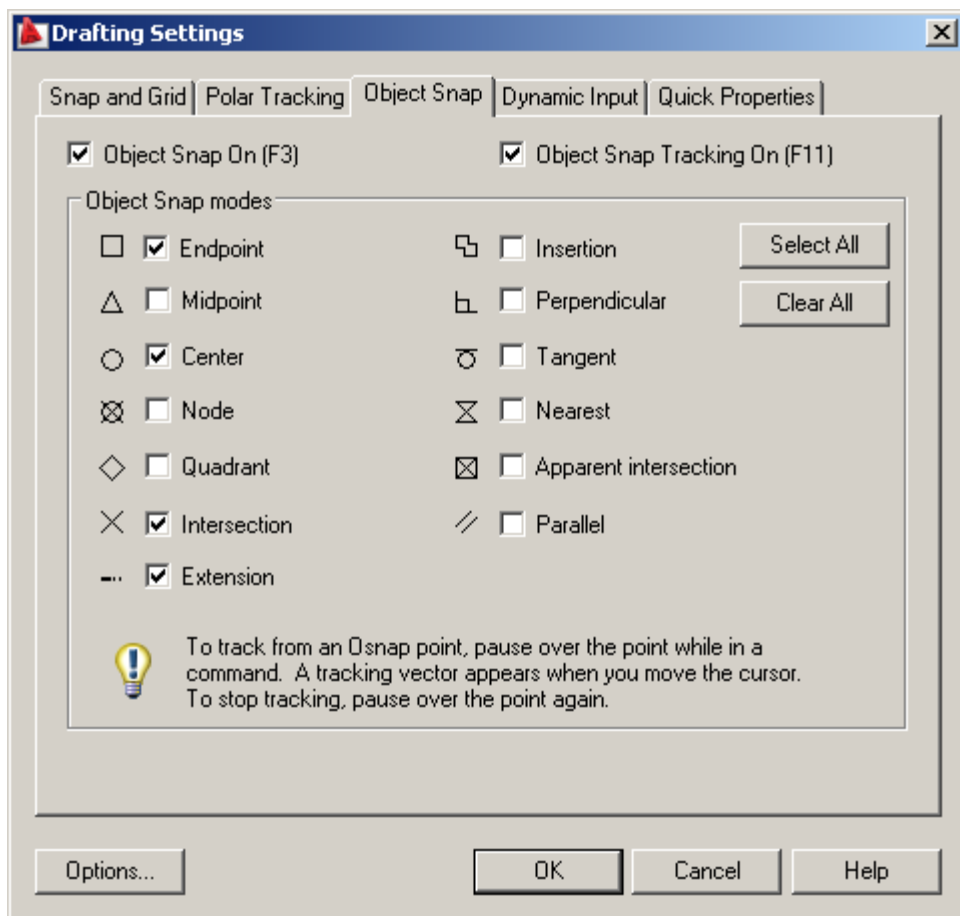 Drafting Settings
Snap and Grid Polar Tracking Object Snap Dynamic Input Quick Properties
Object Snap On (F3) Object Snap Tracking On (F11)
Object Snap modes
Endpoint Insertion Select All
Midpoint Perpendicular Clear All
Center Tangent
Node Nearest
Quadrant Apparent intersection
Intersection Parallel
Extension
To track from an Osnap point, pause over the point while in a
command. A tracking vector appears when you move the cursor.
To stop tracking, pause over the point again.
Options... OK Cancel Help